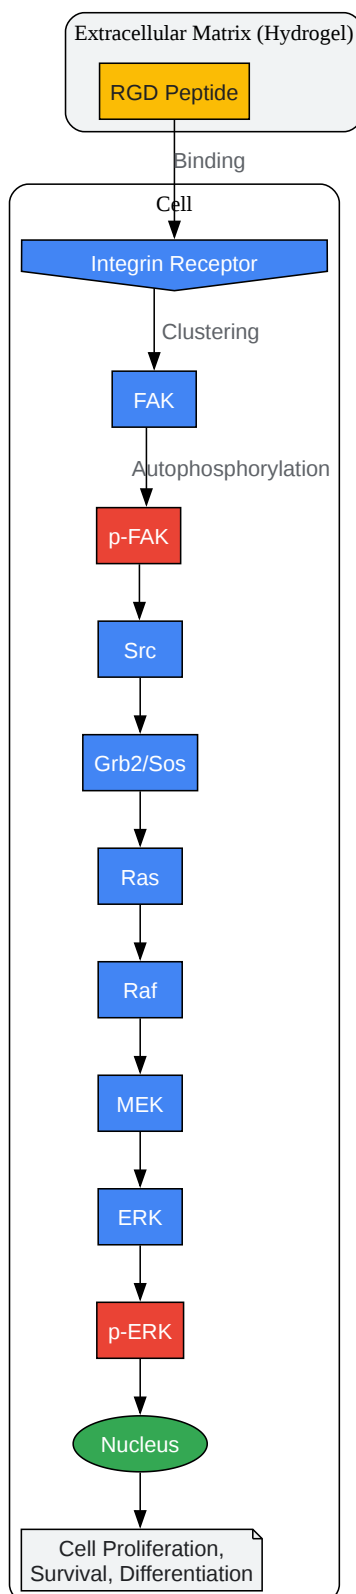 Extracellular Matrix (Hydrogel)
RGD Peptide
Binding
Cell
Integrin Receptor
Clustering
FAK
Autophosphorylation
p-FAK
Src
Grb2/Sos
Ras
Raf
MEK
ERK
p-ERK
Nucleus
Cell Proliferation,
Survival, Differentiation